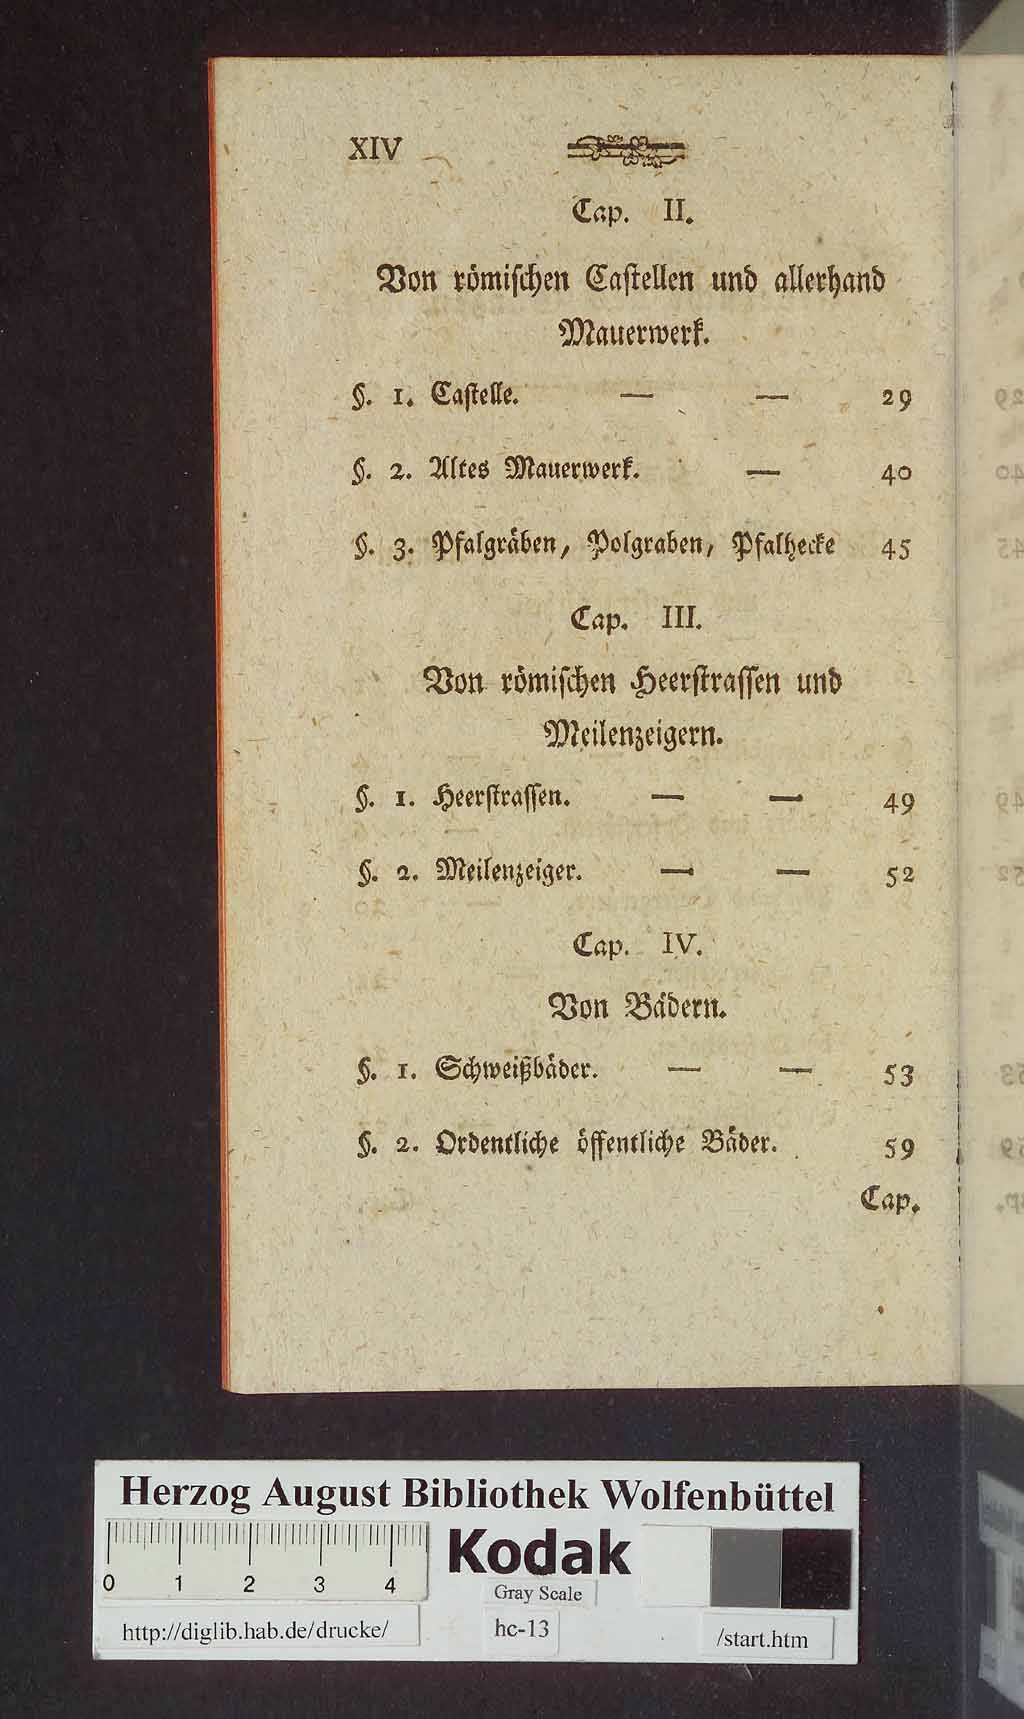 XIV
Cap. II.
Von römischen Castellen und allerhand
Mauerwerk.
§. 1. Castelle. — — 29
§. 2. Altes Mauerwerk. — 40
§. 3. Pfalgräben, Polgraben, Pfalhecke 45
Cap. III.
Von römischen Heerstrassen und
Meilenzeigern.
§. 1. Heerstrassen. — — 49
§. 2. Meilenzeiger. — — 52
Cap. IV.
Von Bädern.
§. 1. Schweißbäder. — — 53
§. 2. Ordentliche öffentliche Bäder. 59
Cap.
Herzog August Bibliothek Wolfenbüttel
Kodak
0 1 2 3 4
Gray Scale
http://diglib.hab.de/drucke/ hc-13 /start.htm